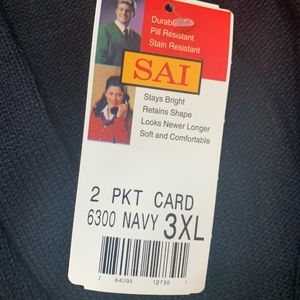 Durable
Pill Resistant
Stain Resistant
SAI
Stays Bright
Retains Shape
Looks Newer Longer
Soft and Comfortable
2 PKT CARD
6300 NAVY 3XL